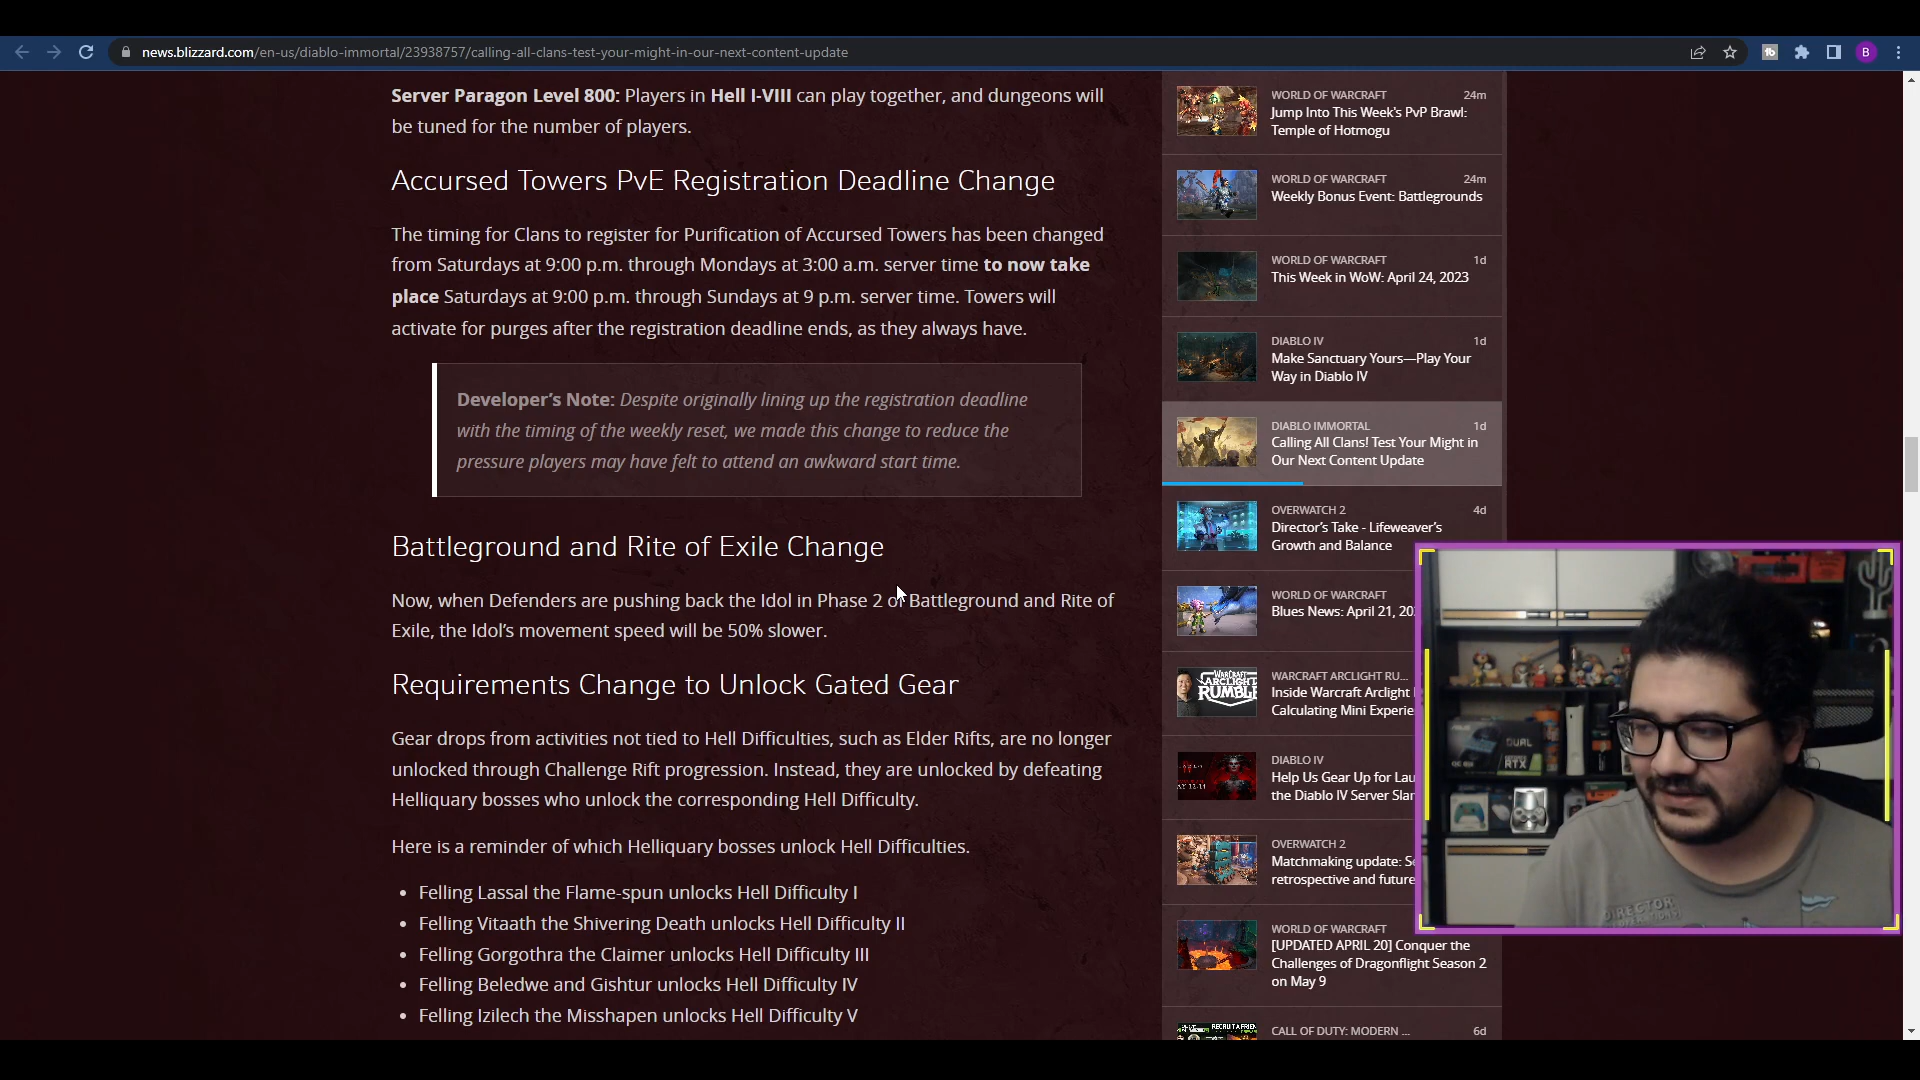 news.blizzard.com/en-us/diablo-immortal/23938757/calling-all-clans-test-your-might-in-our-next-content-update
B
Server Paragon Level 800: Players in Hell I-VIII can play together, and dungeons will
be tuned for the number of players.
Accursed Towers PvE Registration Deadline Change
The timing for Clans to register for Purification of Accursed Towers has been changed
from Saturdays at 9:00 p.m. through Mondays at 3:00 a.m. server time to now take
place Saturdays at 9:00 p.m. through Sundays at 9 p.m. server time. Towers will
activate for purges after the registration deadline ends, as they always have.
Developer's Note: Despite originally lining up the registration deadline
with the timing of the weekly reset, we made this change to reduce the
pressure players may have felt to attend an awkward start time.
Battleground and Rite of Exile Change
Now, when Defenders are pushing back the Idol in Phase 2 of Battleground and Rite of
Exile, the Idol's movement speed will be 50% slower.
Requirements Change to Unlock Gated Gear
Gear drops from activities not tied to Hell Difficulties, such as Elder Rifts, are no longer
unlocked through Challenge Rift progression. Instead, they are unlocked by defeating
Helliquary bosses who unlock the corresponding Hell Difficulty.
Here is a reminder of which Helliquary bosses unlock Hell Difficulties.
• Felling Lassal the Flame-spun unlocks Hell Difficulty I
• Felling Vitaath the Shivering Death unlocks Hell Difficulty II
• Felling Gorgothra the Claimer unlocks Hell Difficulty III
• Felling Beledwe and Gishtur unlocks Hell Difficulty IV
• Felling Izilech the Misshapen unlocks Hell Difficulty V
WORLD OF WARCRAFT 24m
Jump Into This Week's PvP Brawl:
Temple of Hotmogu
WORLD OF WARCRAFT 24m
Weekly Bonus Event: Battlegrounds
WORLD OF WARCRAFT 1d
This Week in WoW: April 24, 2023
DIABLO IV 1d
Make Sanctuary Yours—Play Your
Way in Diablo IV
DIABLO IMMORTAL 1d
Calling All Clans! Test Your Might in
Our Next Content Update
OVERWATCH 2 4d
Director's Take - Lifeweaver's
Growth and Balance
WORLD OF WARCRAFT
Blues News: April 21, 20
WARCRAFT ARCLIGHT RU...
Inside Warcraft Arclight
Calculating Mini Experie
WARCRAFT
ARCLIGHT
RUMBLE
DIABLO IV
Help Us Gear Up for Lau
the Diablo IV Server Slam
OVERWATCH 2
Matchmaking update: Se
retrospective and future
WORLD OF WARCRAFT
[UPDATED APRIL 20] Conquer the
Challenges of Dragonflight Season 2
on May 9
CALL OF DUTY: MODERN ... 6d
RECRUIT A FRIEN
DUAL
RTX
DIRECTOR